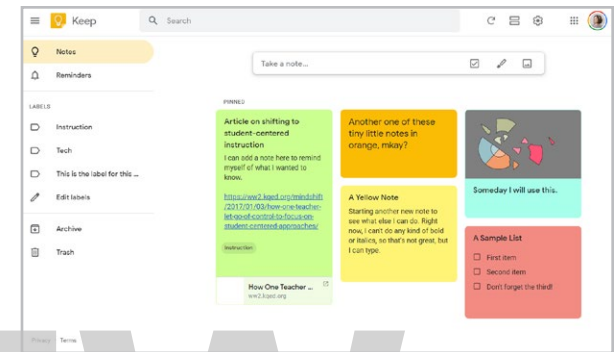 Keep
Search
Notes
Reminders
LABELS
Instruction
Tech
This is the label for this ...
Edit labels
Archive
Trash
Privacy Terms
Take a note...
PINNED
Article on shifting to
student-centered
instruction
I can add a note here to remind
myself of what I wanted to
know.
https://ww2.kqed.org/mindshift
/2017/01/03/how-one-teacher-
let-go-of-control-to-focus-on-
student-centered-approaches/
Instruction
How One Teacher ...
ww2.kqed.org
Another one of these
tiny little notes in
orange, mkay?
A Yellow Note
Starting another new note to
see what else I can do. Right
now, I can't do any kind of bold
or italics, so that's not great, but
I can type.
Someday I will use this.
A Sample List
First item
Second item
Don't forget the third!